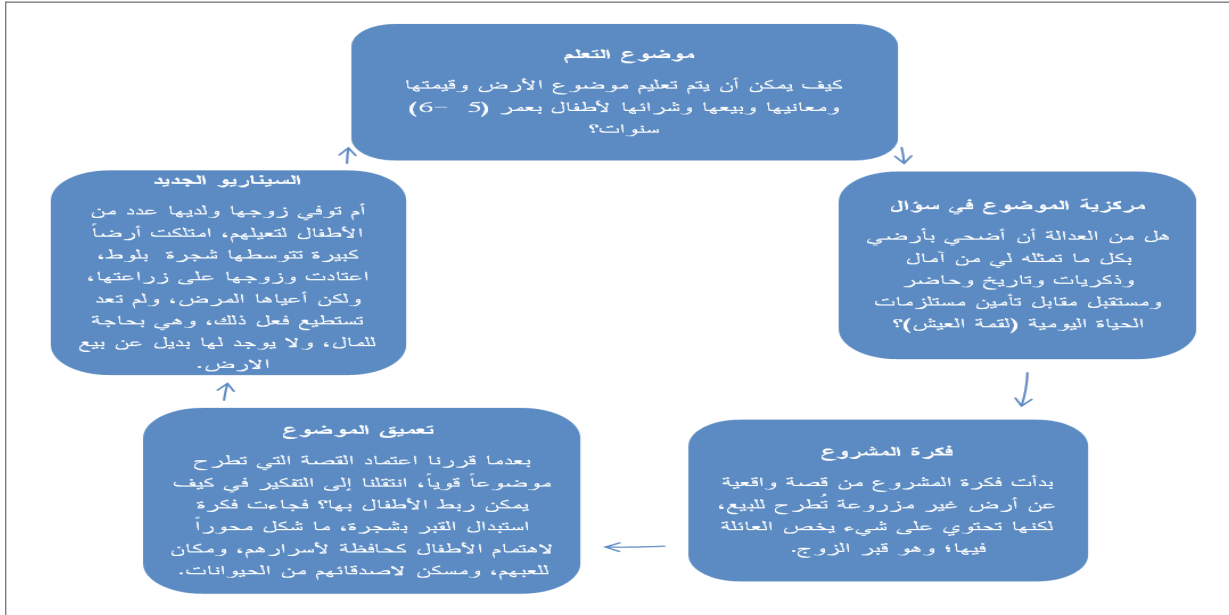 موضوع التعلم
كيف يمكن أن يتم تعليم موضوع الأرض وقيمتها
ومعانيها وبيعها وشرائها لأطفال بعمر (5 –6)
سنوات؟
مركزية الموضوع في سؤال
هل من العدالة أن أضحي بأرضي
بكل ما تمثله لي من آمال
وذكريات وتاريخ وحاضر
ومستقبل مقابل تأمين مستلزمات
الحياة اليومية (لقمة العيش)؟
فكرة المشروع
بدأت فكرة المشروع من قصة واقعية
عن أرض غير مزروعة تُطرح للبيع،
لكنها تحتوي على شيء يخص العائلة
فيها؛ وهو قبر الزوج.
تعميق الموضوع
بعدما قررنا اعتماد القصة التي تطرح
موضوعاً قوياً، انتقلنا إلى التفكير في كيف
يمكن ربط الأطفال بها؟ فجاءت فكرة
استبدال القبر بشجرة، ما شكل محوراً
لاهتمام الأطفال كحافظة لأسرارهم، ومكان
للعبهم، ومسكن لاصدقائهم من الحيوانات.
السيناريو الجديد
أم توفي زوجها ولديها عدد من
الأطفال لتعيلهم، امتلكت أرضاً
كبيرة تتوسطها شجرة بلوط،
اعتادت وزوجها على زراعتها،
ولكن أعياها المرض، ولم تعد
تستطيع فعل ذلك، وهي بحاجة
للمال، ولا يوجد لها بديل عن بيع
الارض.